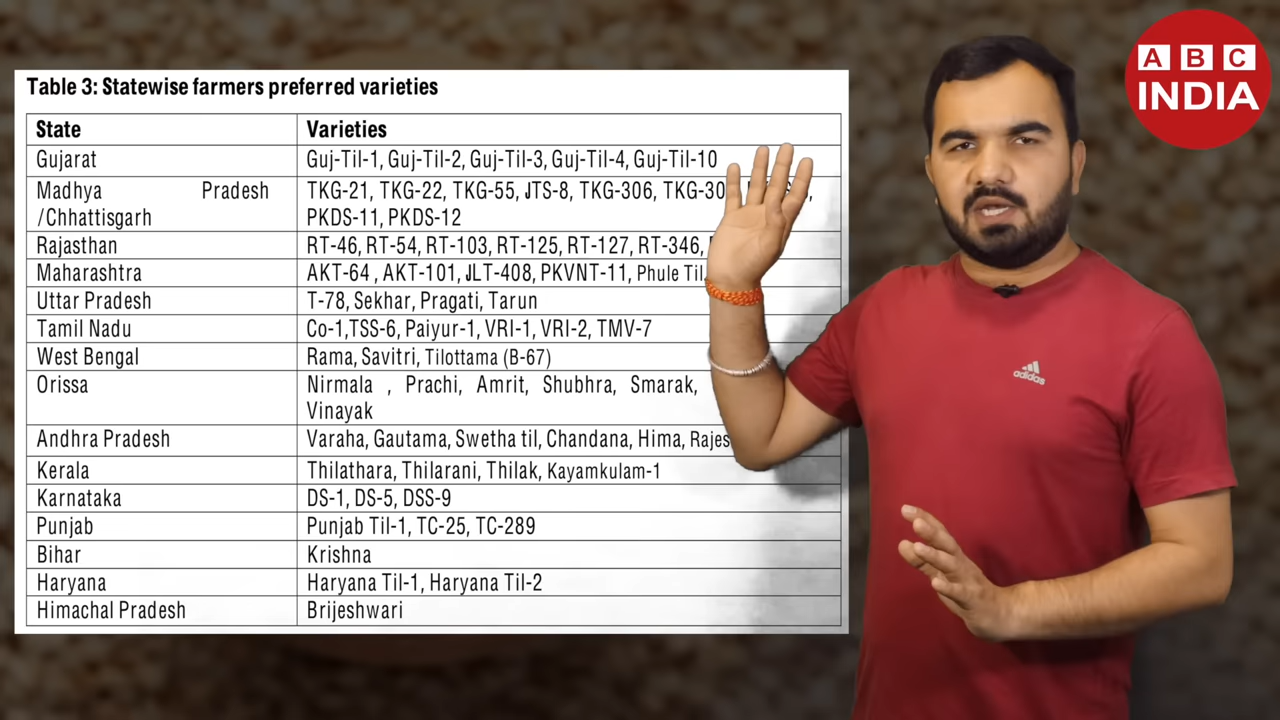 Table 3: Statewise farmers preferred varieties
State Varieties
Gujarat Guj-Til-1, Guj-Til-2, Guj-Til-3, Guj-Til-4, Guj-Til-10
Madhya Pradesh TKG-21, TKG-22, TKG-55, JTS-8, TKG-306,
/Chhattisgarh PKDS-11, PKDS-12
Rajasthan RT-46, RT-54, RT-103, RT-125, RT-127, RT-346,
Maharashtra AKT-64 , AKT-101, JLT-408, PKVNT-11, Phule
Uttar Pradesh T-78, Sekhar, Pragati, Tarun
Tamil Nadu Co-1,TSS-6, Paiyur-1, VRI-1, VRI-2, TMV-7
West Bengal Rama, Savitri, Tilottama (B-67)
Orissa Nirmala , Prachi, Amrit, Shubhra, Smarak,
Vinayak
Andhra Pradesh Varaha, Gautama, Swetha til, Chandana, Hima,
Kerala Thilathara, Thilarani, Thilak, Kayamkulam-1
Karnataka DS-1, DS-5, DSS-9
Punjab Punjab Til-1, TC-25, TC-289
Bihar Krishna
Haryana Haryana Til-1, Haryana Til-2
Himachal Pradesh Brijeshwari
ABC
INDIA
adidas